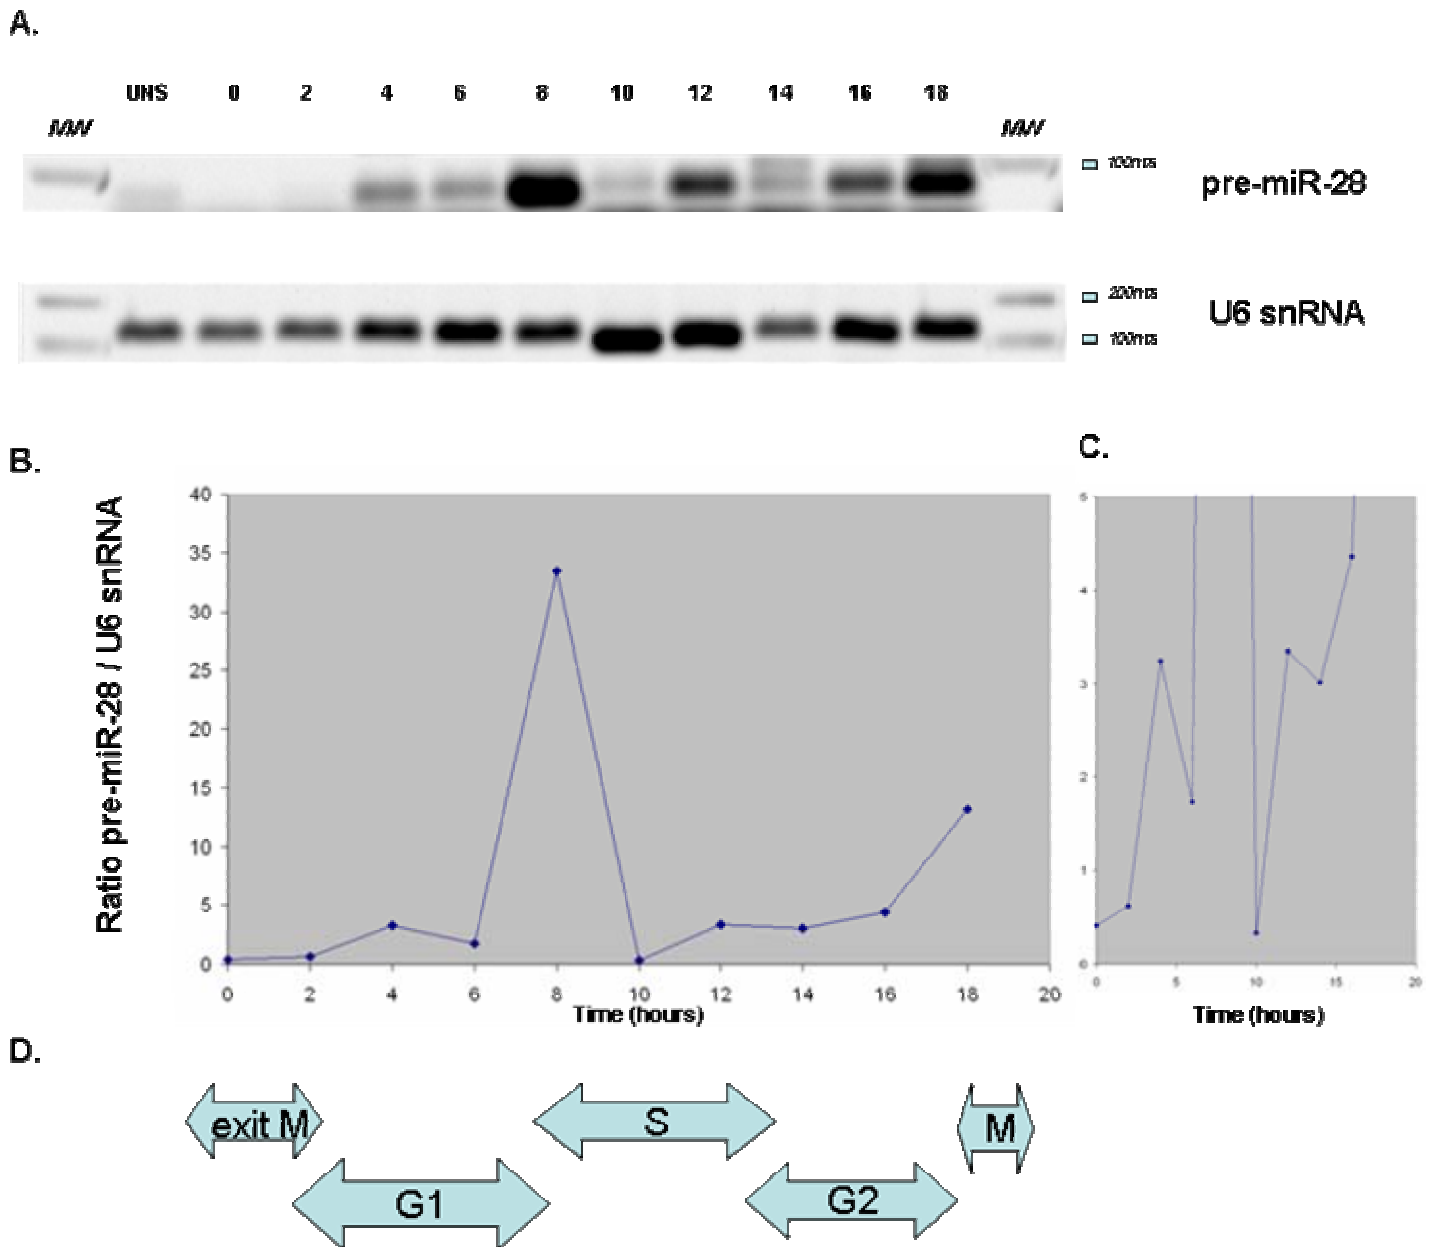 A.
UNS 0 2 4 6 8 10 12 14 16 18
MW MW
100nts
pre-miR-28
200nts
U6 snRNA
100nts
B.
C.
Ratio pre-miR-28 / U6 snRNA
40
35
30
25
20
15
10
5
0
0 2 4 6 8 10 12 14 16 18 20
Time (hours)
5
4
3
2
1
0
0 5 10 15 20
Time (hours)
D.
exit M
S
M
G1
G2